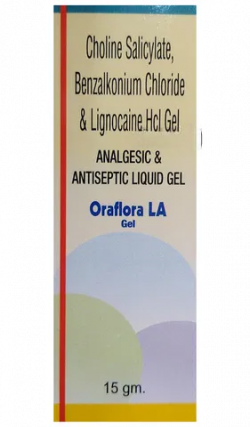 Choline Salicylate,
Benzalkonium Chloride
& Lignocaine.Hcl Gel
ANALGESIC &
ANTISEPTIC LIQUID GEL
Oraflora LA
Gel
15 gm.